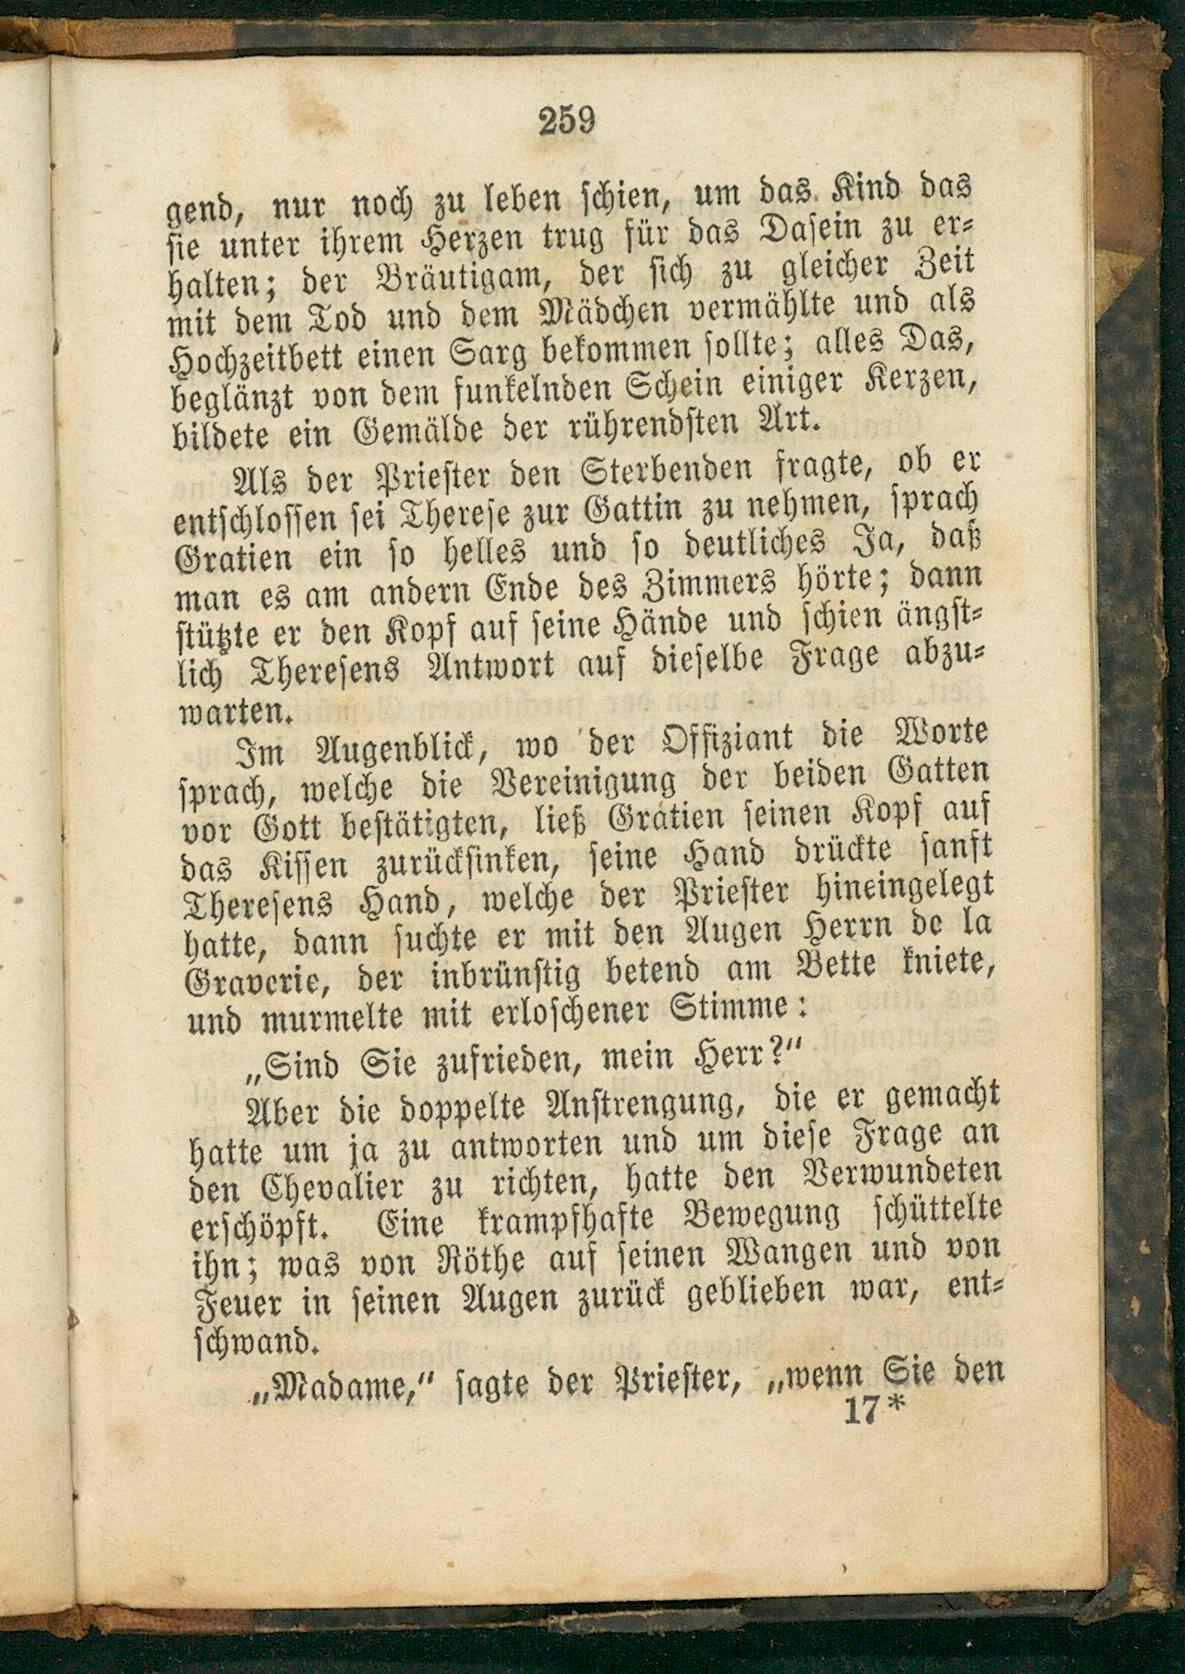 259
gend, nur noch zu leben schien, um das Kind das
sie unter ihrem Herzen trug für das Dasein zu er-
halten; der Bräutigam, der sich zu gleicher Zeit
mit dem Tod und dem Mädchen vermählte und als
Hochzeitbett einen Sarg bekommen sollte; alles Das,
beglänzt von dem funkelnden Schein einiger Kerzen,
bildete ein Gemälde der rührendsten Art.
Als der Priester den Sterbenden fragte, ob er
entschlossen sei Therese zur Gattin zu nehmen, sprach
Gratien ein so helles und so deutliches Ja, daß
man es am andern Ende des Zimmers hörte; dann
stützte er den Kopf auf seine Hände und schien ängst-
lich Theresens Antwort auf dieselbe Frage abzu-
warten.
Im Augenblick, wo der Offiziant die Worte
sprach, welche die Vereinigung der beiden Gatten
vor Gott bestätigten, ließ Gratien seinen Kopf auf
das Kissen zurücksinken, seine Hand drückte sanft
Theresens Hand, welche der Priester hineingelegt
hatte, dann suchte er mit den Augen Herrn de la
Graverie, der inbrünstig betend am Bette kniete,
und murmelte mit erloschener Stimme:
„Sind Sie zufrieden, mein Herr?“
Aber die doppelte Anstrengung, die er gemacht
hatte um ja zu antworten und um diese Frage an
den Chevalier zu richten, hatte den Verwundeten
erschöpft. Eine krampfhafte Bewegung schüttelte
ihn; was von Röthe auf seinen Wangen und von
Feuer in seinen Augen zurück geblieben war, ent-
schwand.
„Madame,“ sagte der Priester, „wenn Sie den
17*